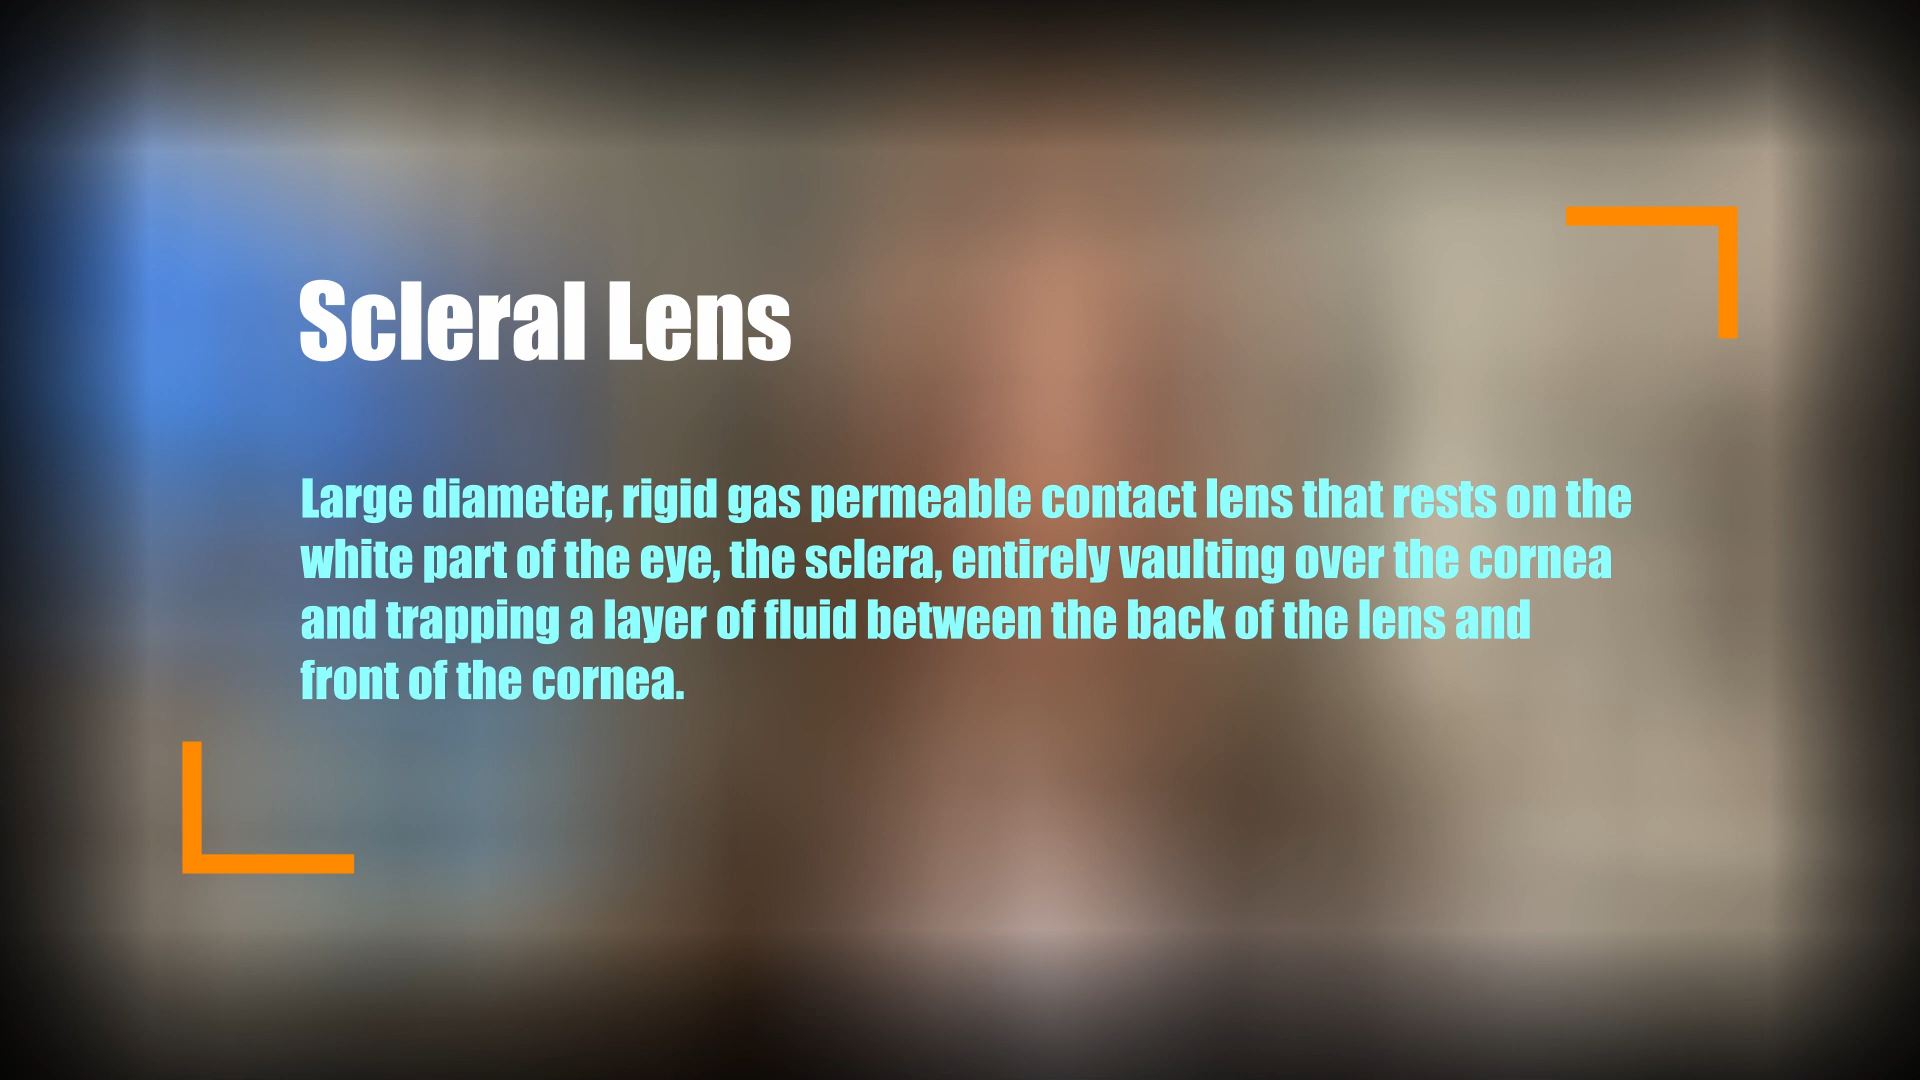 Scleral Lens
Large diameter, rigid gas permeable contact lens that rests on the
white part of the eye, the sclera, entirely vaulting over the cornea
and trapping a layer of fluid between the back of the lens and
front of the cornea.